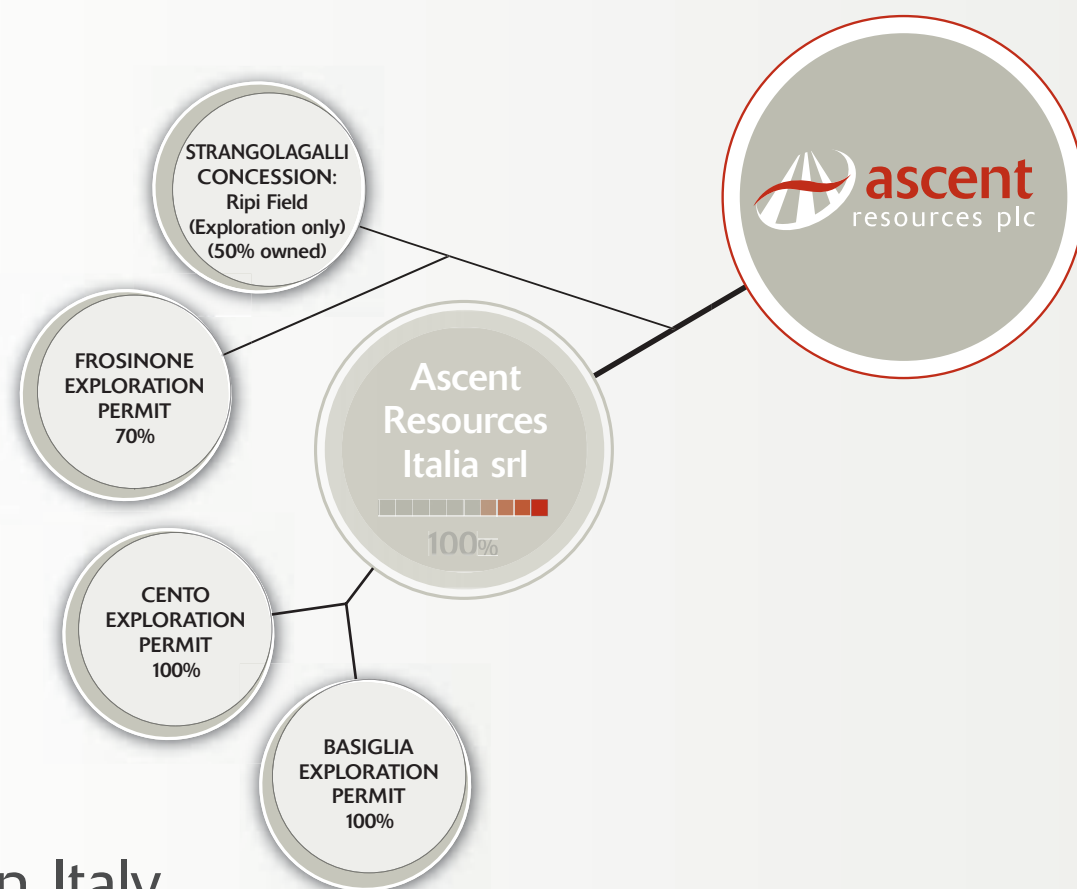 STRANGOLAGALLI
CONCESSION:
Ripi Field
(Exploration only)
(50% owned)
ascent
resources plc
FROSINONE
EXPLORATION
PERMIT
70%
Ascent
Resources
Italia srl
100%
CENTO
EXPLORATION
PERMIT
100%
BASIGLIA
EXPLORATION
PERMIT
100%
Italy